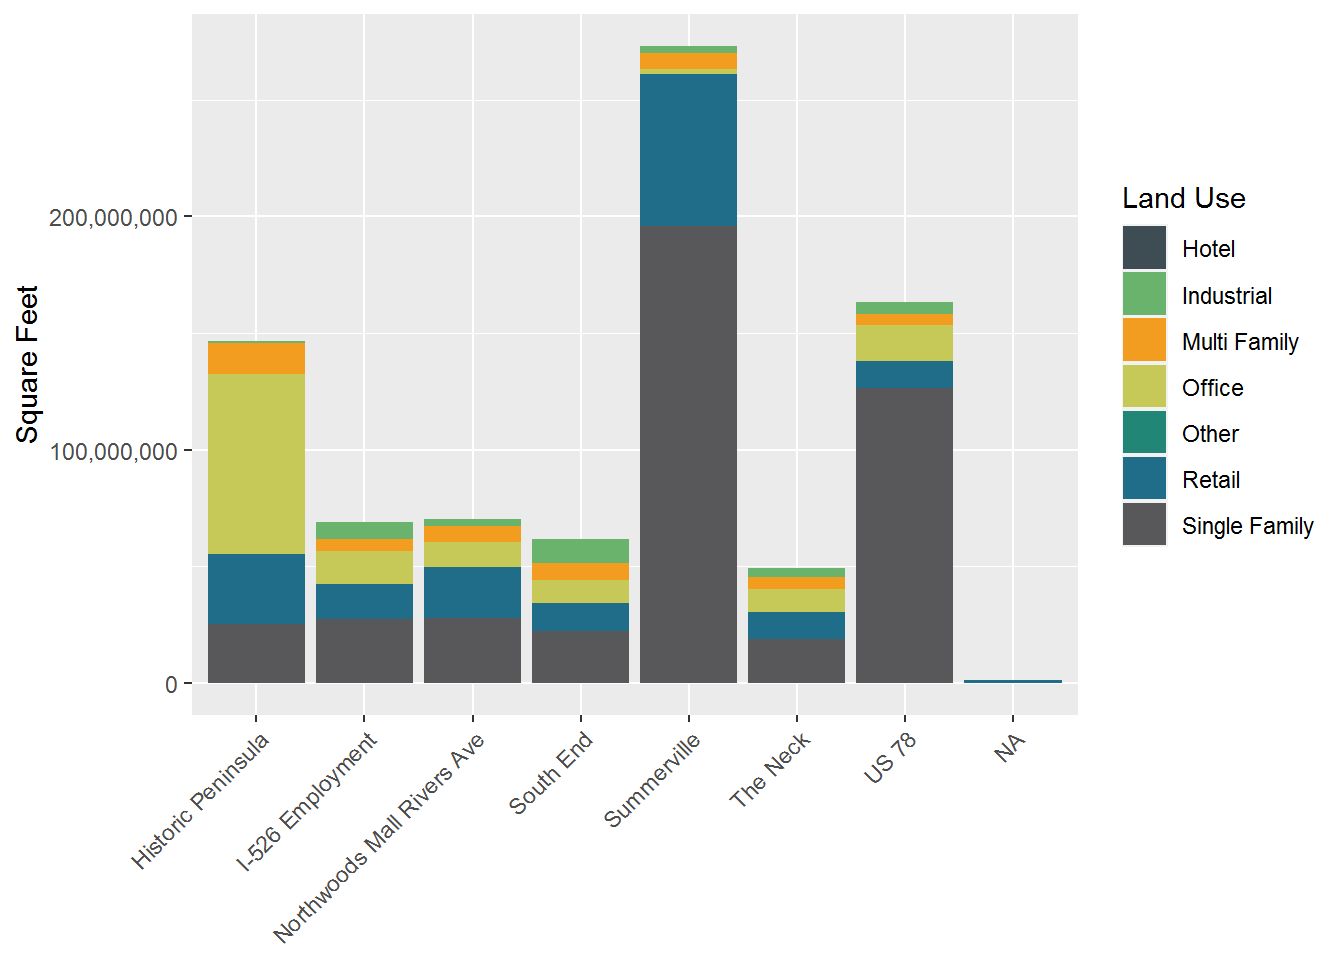 Square Feet
200,000,000
100,000,000
0
Historic Peninsula
I-526 Employment
Northwoods Mall Rivers Ave
South End
Summerville
The Neck
US 78
NA
Land Use
Hotel
Industrial
Multi Family
Office
Other
Retail
Single Family